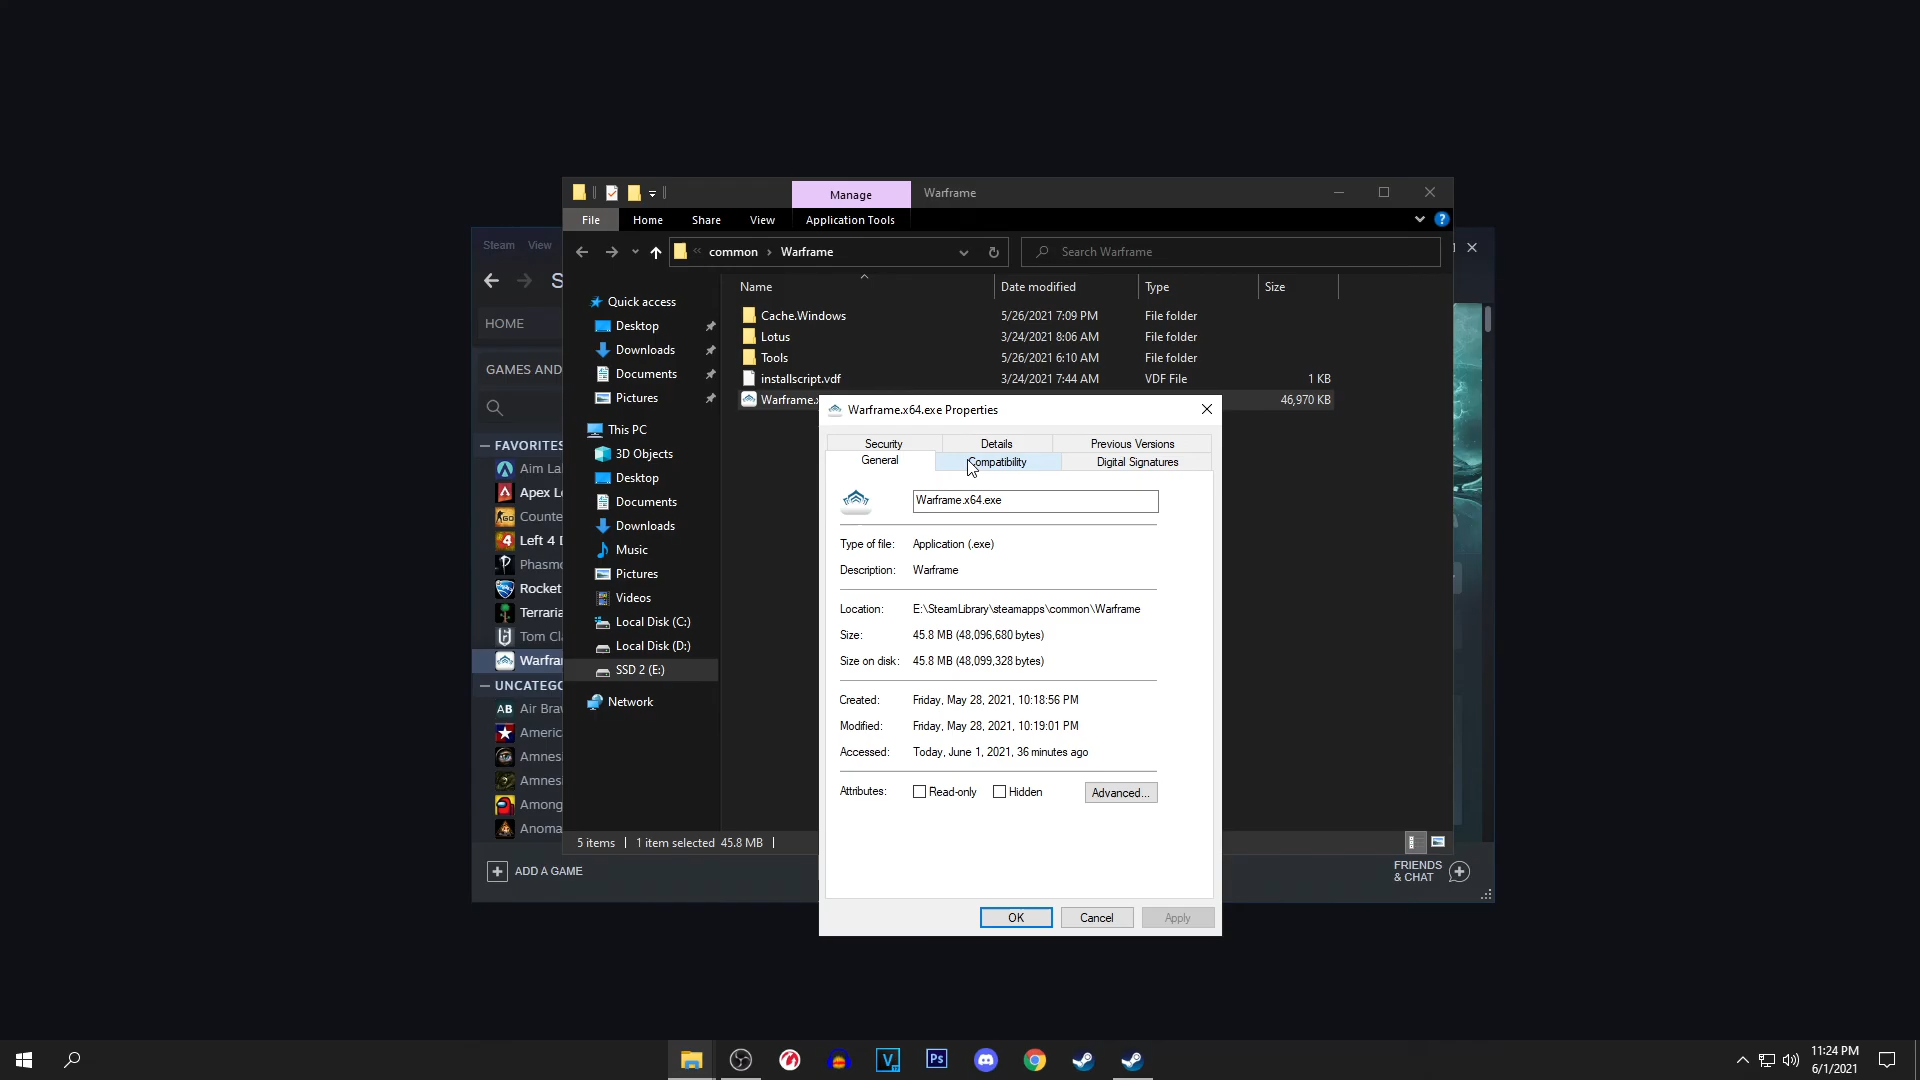 Manage
Warframe
File
Home
Share
View
Application Tools
Steam
View
common
Warframe
Search Warframe
HOME
GAMES AND
FAVORITES
Aim La
Apex L
Counte
Left 4 D
Phasm
Rocket
Terraria
Tom Cl
Warfra
UNCATEG
Air Bra
Americ
Amnes
Amnes
Among
Anoma
ADD A GAME
Quick access
Desktop
Downloads
Documents
Pictures
This PC
3D Objects
Desktop
Documents
Downloads
Music
Pictures
Videos
Local Disk (C:)
Local Disk (D:)
SSD 2 (E:)
Network
Name Date modified Type Size
Cache.Windows 5/26/2021 7:09 PM File folder
Lotus 3/24/2021 8:06 AM File folder
Tools 5/26/2021 6:10 AM File folder
installscript.vdf 3/24/2021 7:44 AM VDF File 1 KB
Warframe.x 46,970 KB
Warframe.x64.exe Properties
Security Details Previous Versions
General Compatibility Digital Signatures
Warframe.x64.exe
Type of file: Application (.exe)
Description: Warframe
Location: E:\SteamLibrary\steamapps\common\Warframe
Size: 45.8 MB (48,096,680 bytes)
Size on disk: 45.8 MB (48,099,328 bytes)
Created: Friday, May 28, 2021, 10:18:56 PM
Modified: Friday, May 28, 2021, 10:19:01 PM
Accessed: Today, June 1, 2021, 36 minutes ago
Attributes: Read-only Hidden Advanced...
OK Cancel Apply
5 items 1 item selected 45.8 MB
FRIENDS
& CHAT
Ps
11:24 PM
6/1/2021